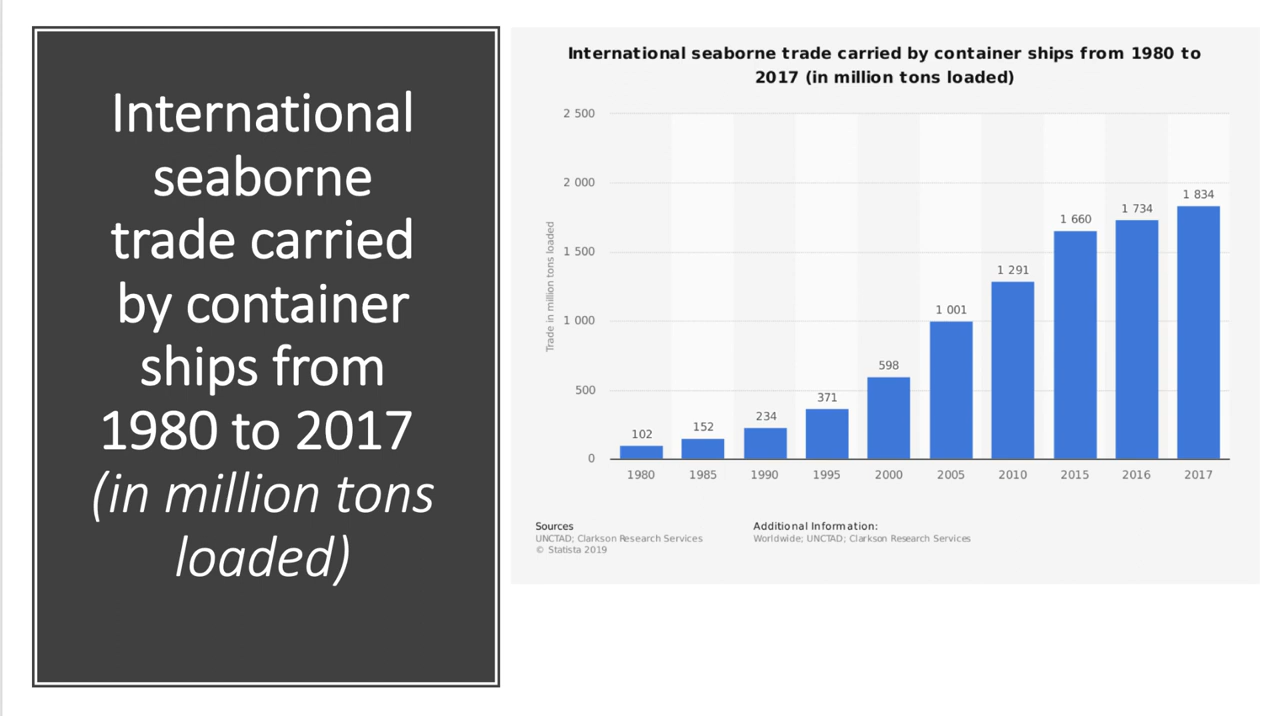 International
seaborne
trade carried
by container
ships from
1980 to 2017
(in million tons
loaded)
International seaborne trade carried by container ships from 1980 to
2017 (in million tons loaded)
Trade in million tons loaded
2 500
2 000
1 500
1 000
500
0
102
152
234
371
598
1 001
1 291
1 660
1 734
1 834
1980 1985 1990 1995 2000 2005 2010 2015 2016 2017
Sources
UNCTAD; Clarkson Research Services
© Statista 2019
Additional Information:
Worldwide; UNCTAD; Clarkson Research Services